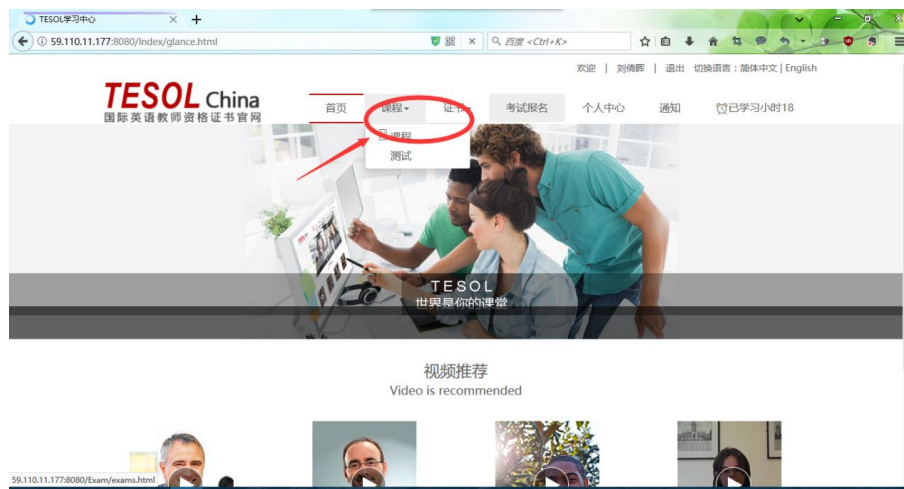 TESOL学习中心
59.110.11.177:8080/Index/glance.html
百度 <Ctrl+K>
欢迎 | 刘倩晖 | 退出 切换语言：简体中文 | English
TESOL China
国际英语教师资格证书官网
首页 课程 证书 考试报名 个人中心 通知 已学习小时18
课程
测试
TESOL
世界是你的课堂
视频推荐
Video is recommended
59.110.11.177:8080/Exam/exams.html